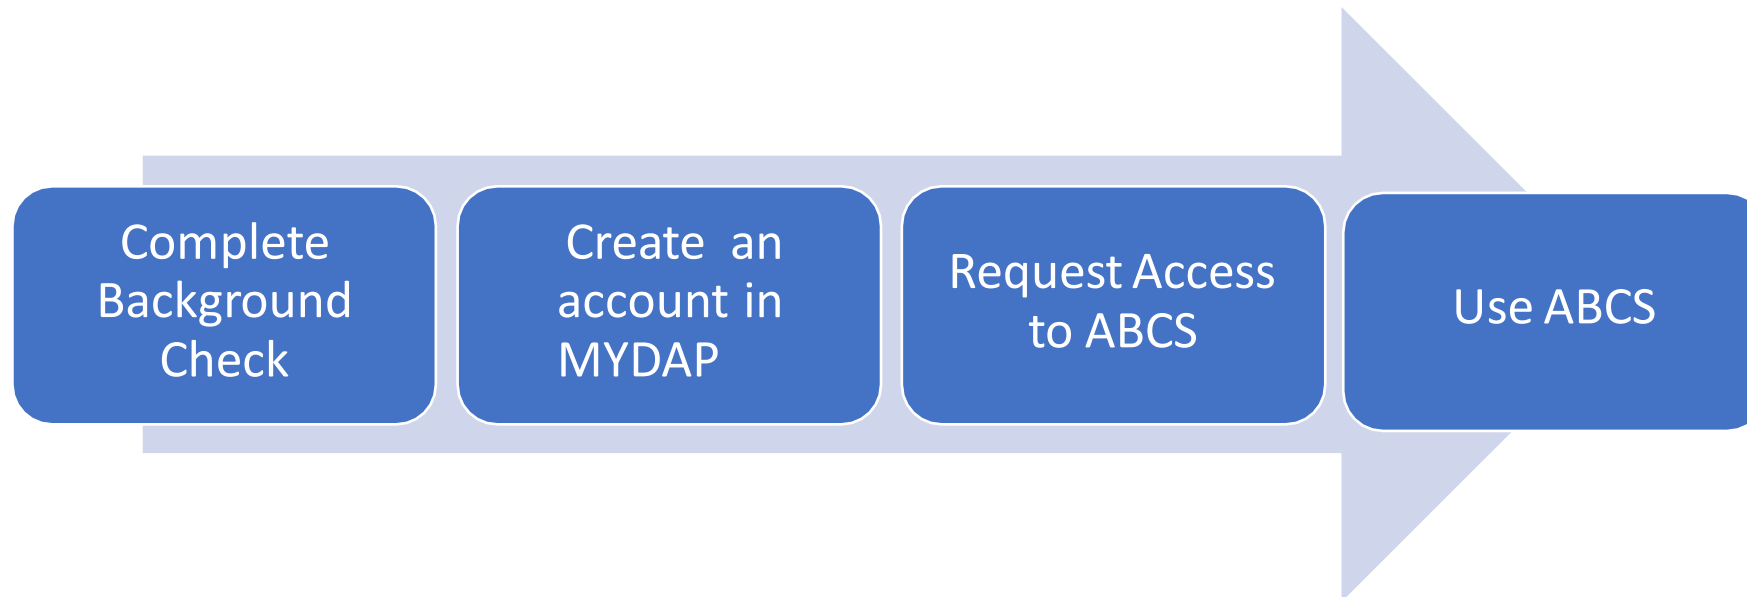 Complete
Background
Check
Create an
account in
MYDAP
Request Access
to ABCS
Use ABCS